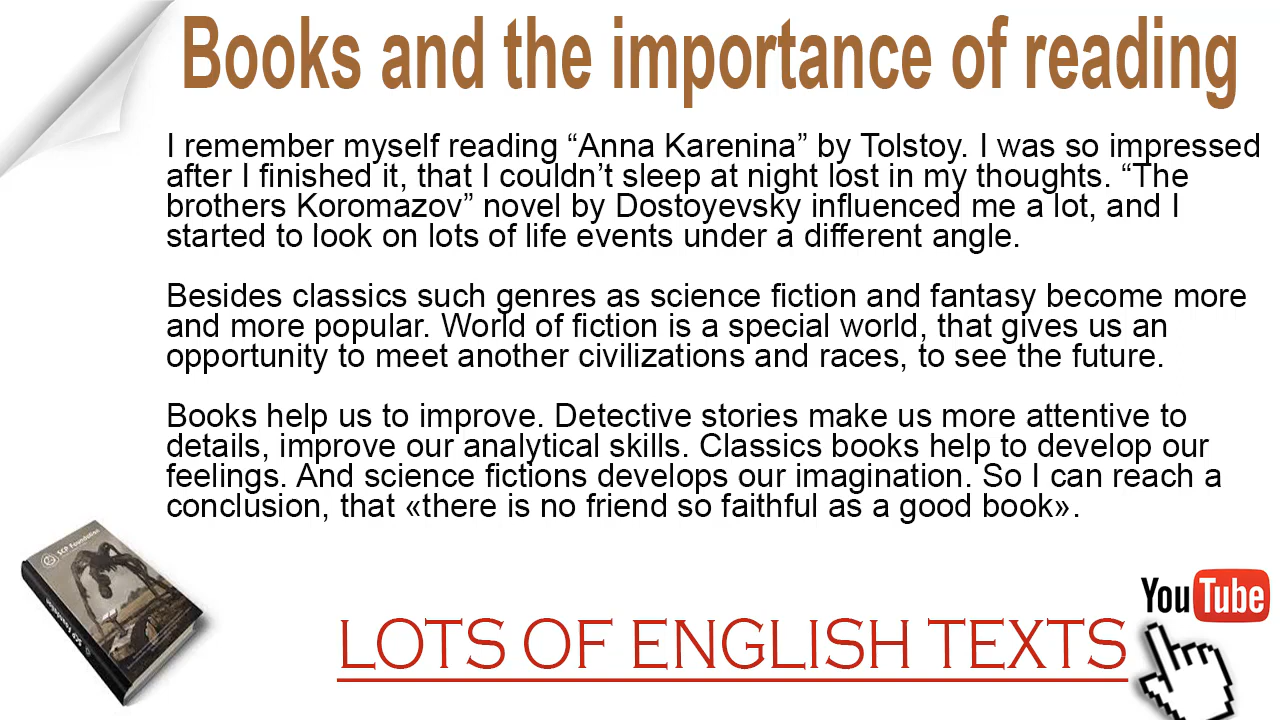 Books and the importance of reading
I remember myself reading “Anna Karenina” by Tolstoy. I was so impressed
after I finished it, that I couldn’t sleep at night lost in my thoughts. “The
brothers Koromazov” novel by Dostoyevsky influenced me a lot, and I
started to look on lots of life events under a different angle.
Besides classics such genres as science fiction and fantasy become more
and more popular. World of fiction is a special world, that gives us an
opportunity to meet another civilizations and races, to see the future.
Books help us to improve. Detective stories make us more attentive to
details, improve our analytical skills. Classics books help to develop our
feelings. And science fictions develops our imagination. So I can reach a
conclusion, that «there is no friend so faithful as a good book».
SCP Foundation
SCP Foundation
YouTube
LOTS OF ENGLISH TEXTS